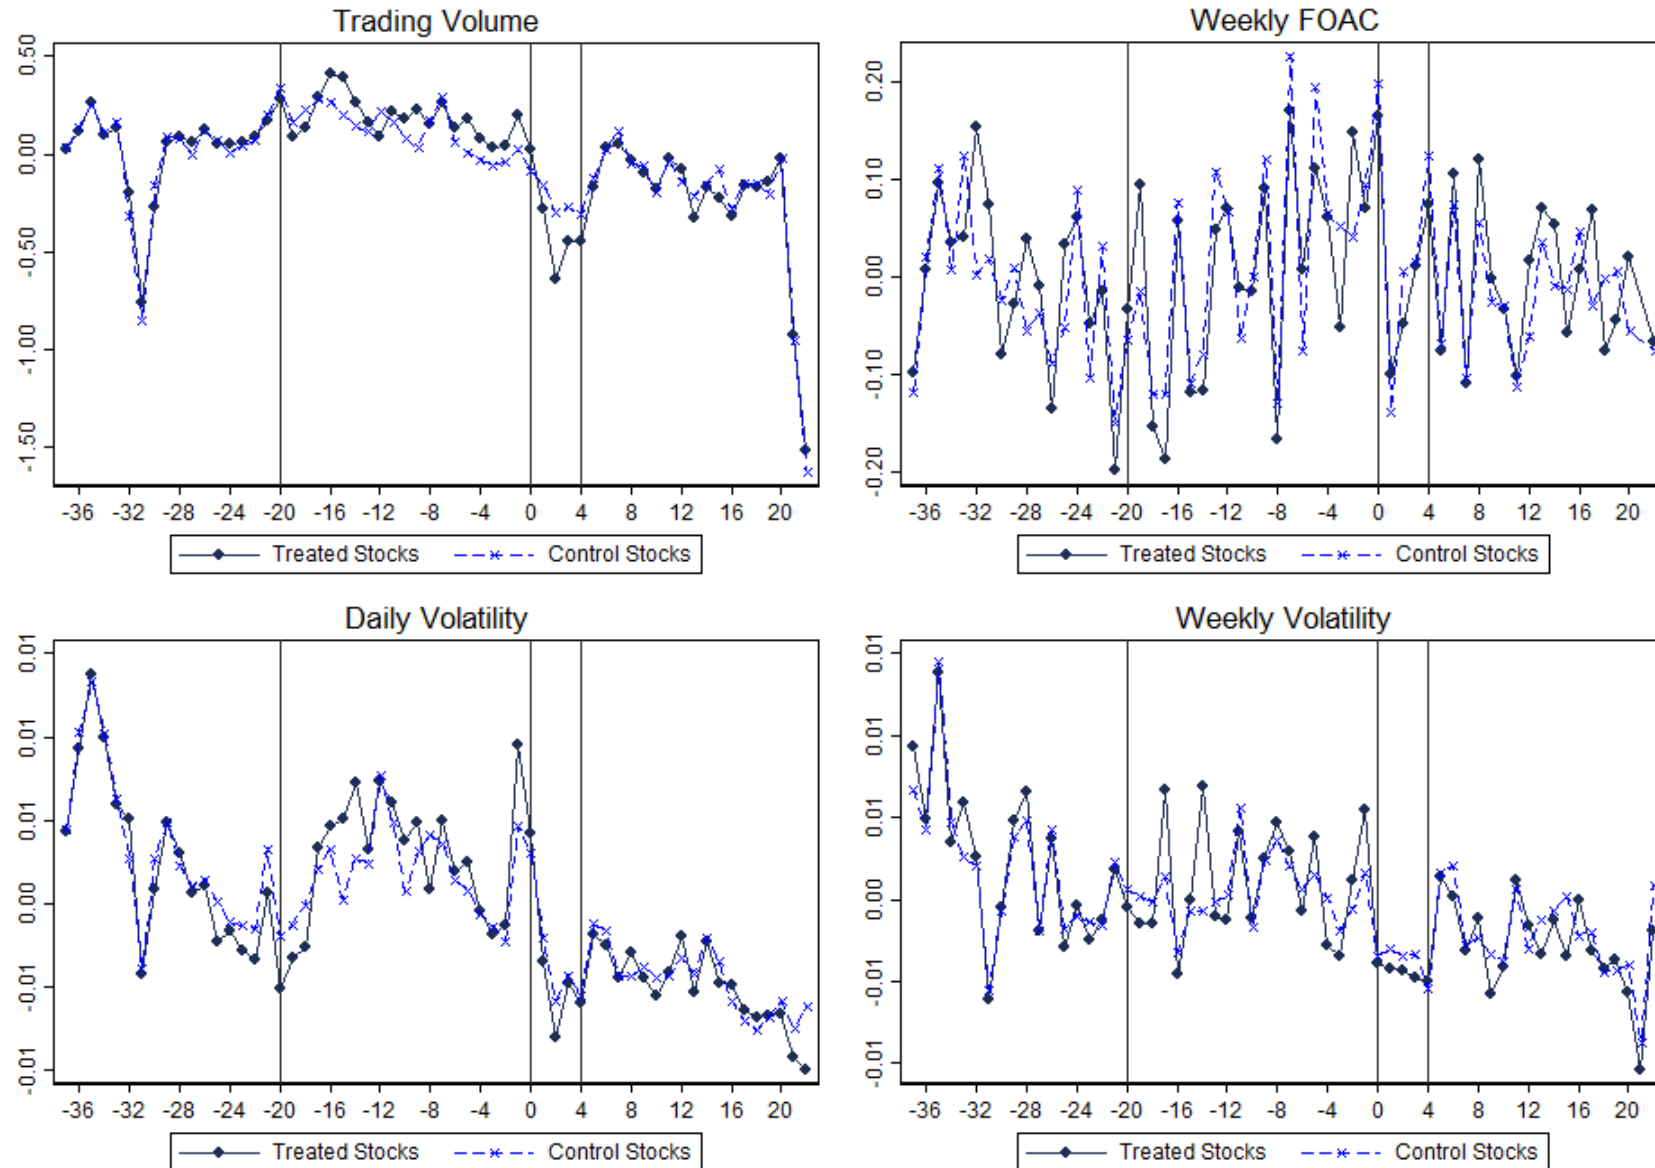 Trading Volume
0.50
0.00
-0.50
-1.00
-1.50
-36 -32 -28 -24 -20 -16 -12 -8 -4 0 4 8 12 16 20
Treated Stocks Control Stocks
Weekly FOAC
0.20
0.10
0.00
-0.10
-0.20
-36 -32 -28 -24 -20 -16 -12 -8 -4 0 4 8 12 16 20
Treated Stocks Control Stocks
Daily Volatility
0.01
0.01
0.01
0.00
-0.01
-0.01
-36 -32 -28 -24 -20 -16 -12 -8 -4 0 4 8 12 16 20
Treated Stocks Control Stocks
Weekly Volatility
0.01
0.01
0.01
0.00
-0.01
-0.01
-36 -32 -28 -24 -20 -16 -12 -8 -4 0 4 8 12 16 20
Treated Stocks Control Stocks